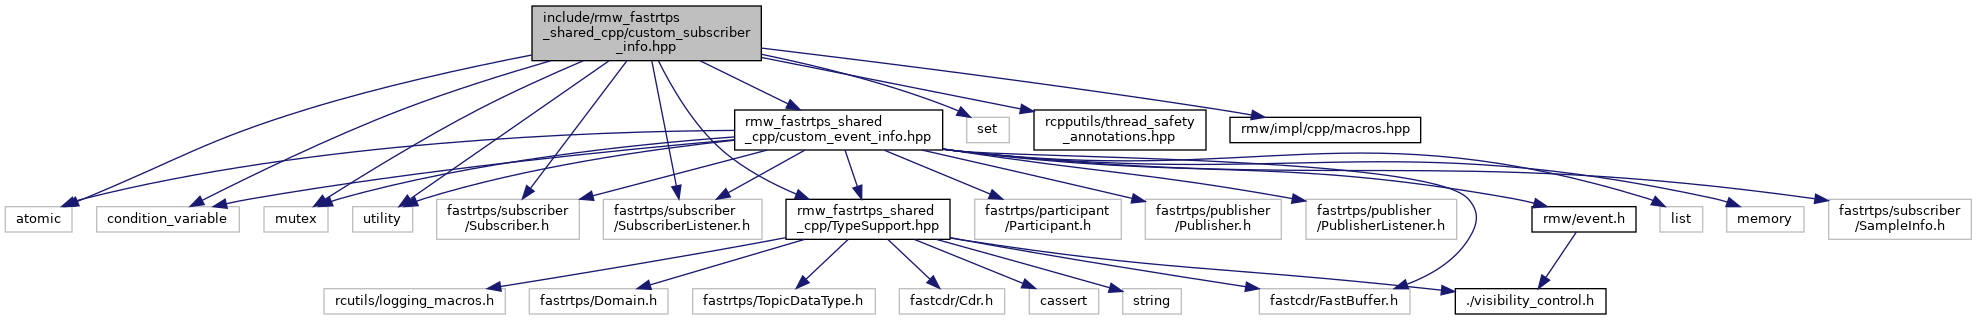 include/rmw_fastrtps
_shared_cpp/custom_subscriber
_info.hpp
rmw_fastrtps_shared
_cpp/custom_event_info.hpp
set
rcpputils/thread_safety
_annotations.hpp
rmw/impl/cpp/macros.hpp
atomic
condition_variable
mutex
utility
fastrtps/subscriber
/Subscriber.h
fastrtps/subscriber
/SubscriberListener.h
rmw_fastrtps_shared
_cpp/TypeSupport.hpp
fastrtps/participant
/Participant.h
fastrtps/publisher
/Publisher.h
fastrtps/publisher
/PublisherListener.h
rmw/event.h
list
memory
fastrtps/subscriber
/SampleInfo.h
rcutils/logging_macros.h
fastrtps/Domain.h
fastrtps/TopicDataType.h
fastcdr/Cdr.h
cassert
string
fastcdr/FastBuffer.h
./visibility_control.h